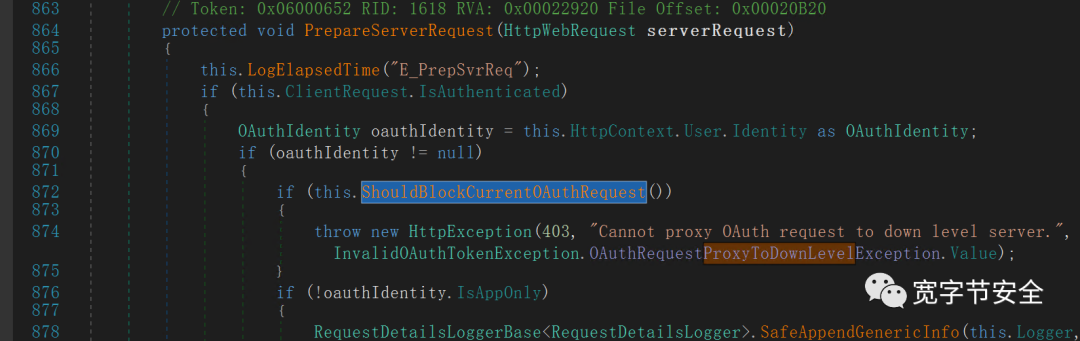 863 // Token: 0x06000652 RID: 1618 RVA: 0x00022920 File Offset: 0x00020B20
864 protected void PrepareServerRequest(HttpWebRequest serverRequest)
865 {
866 this.LogElapsedTime("E_PrepSvrReq");
867 if (this.ClientRequest.IsAuthenticated)
868 {
869 OAuthIdentity oauthIdentity = this.HttpContext.User.Identity as OAuthIdentity;
870 if (oauthIdentity != null)
871 {
872 if (this.ShouldBlockCurrentOAuthRequest())
873 {
874 throw new HttpException(403, "Cannot proxy OAuth request to down level server.",
InvalidOAuthTokenException.OAuthRequestProxyToDownLevelException.Value);
875 }
876 if (!oauthIdentity.IsAppOnly)
877 {
878 RequestDetailsLoggerBase<RequestDetailsLogger>.SafeAppendGenericInfo(this.Logger,
宽字节安全